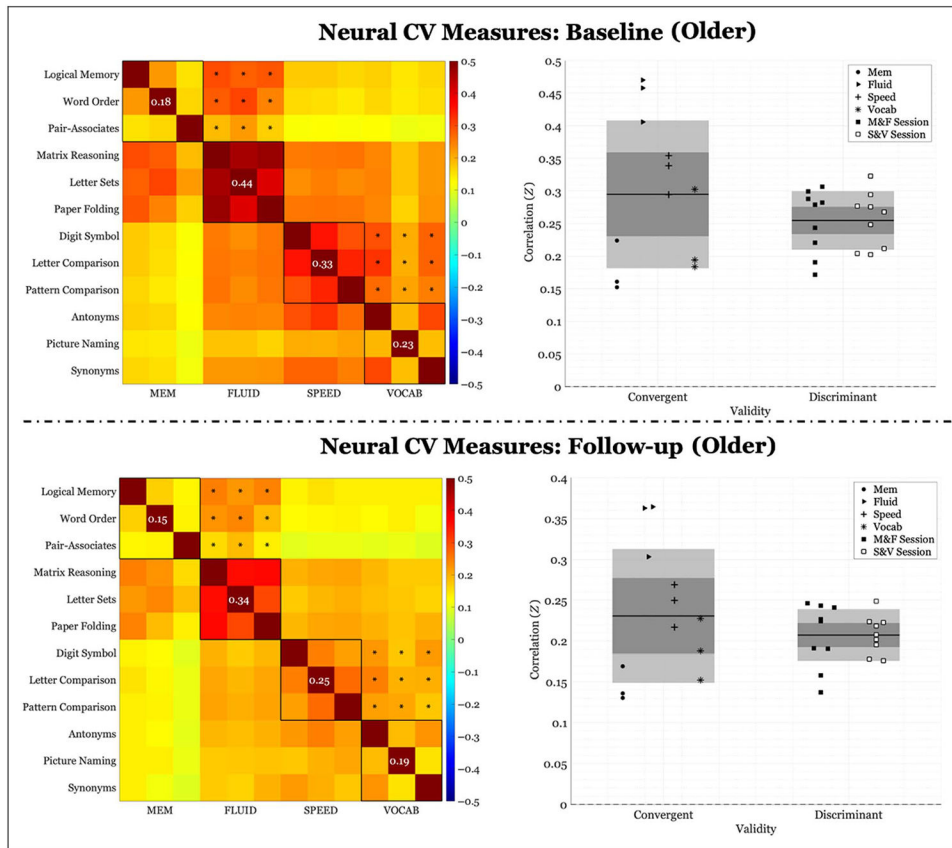 Neural CV Measures: Baseline (Older)
Logical Memory
Word Order
Pair-Associates
Matrix Reasoning
Letter Sets
Paper Folding
Digit Symbol
Letter Comparison
Pattern Comparison
Antonyms
Picture Naming
Synonyms
* * *
* * *
* * *
0.18
0.44
0.33
* * *
* * *
* * *
0.23
MEM FLUID SPEED VOCAB
0.5
0.4
0.3
0.2
0.1
0
−0.1
−0.2
−0.3
−0.4
−0.5
Correlation (Z)
0.5
0.45
0.4
0.35
0.3
0.25
0.2
0.15
0.1
0.05
0
Mem
Fluid
Speed
Vocab
M&F Session
S&V Session
Convergent Discriminant
Validity
Neural CV Measures: Follow-up (Older)
Logical Memory
Word Order
Pair-Associates
Matrix Reasoning
Letter Sets
Paper Folding
Digit Symbol
Letter Comparison
Pattern Comparison
Antonyms
Picture Naming
Synonyms
* * *
* * *
* * *
0.15
0.34
0.25
* * *
* * *
* * *
0.19
MEM FLUID SPEED VOCAB
0.5
0.4
0.3
0.2
0.1
0
−0.1
−0.2
−0.3
−0.4
−0.5
Correlation (Z)
0.4
0.35
0.3
0.25
0.2
0.15
0.1
0.05
0
Mem
Fluid
Speed
Vocab
M&F Session
S&V Session
Convergent Discriminant
Validity